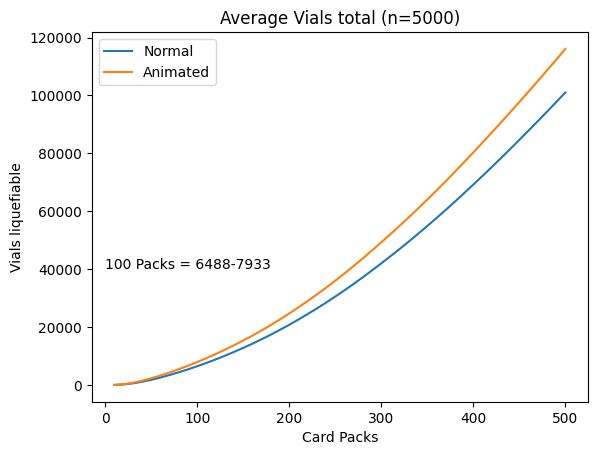 Average Vials total (n=5000)
Normal
Animated
120000
100000
80000
60000
40000
20000
0
Vials liquefiable
100 Packs = 6488-7933
0 100 200 300 400 500
Card Packs